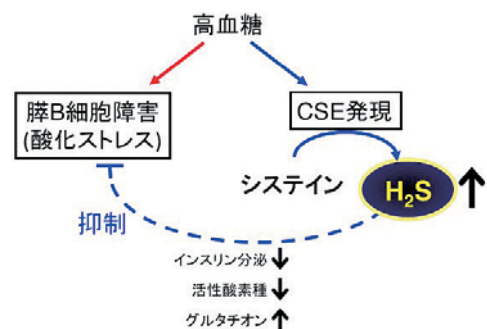 高血糖
膵B細胞障害
(酸化ストレス)
CSE発現
システイン
H₂S↑
抑制
インスリン分泌↓
活性酸素種↓
グルタチオン↑